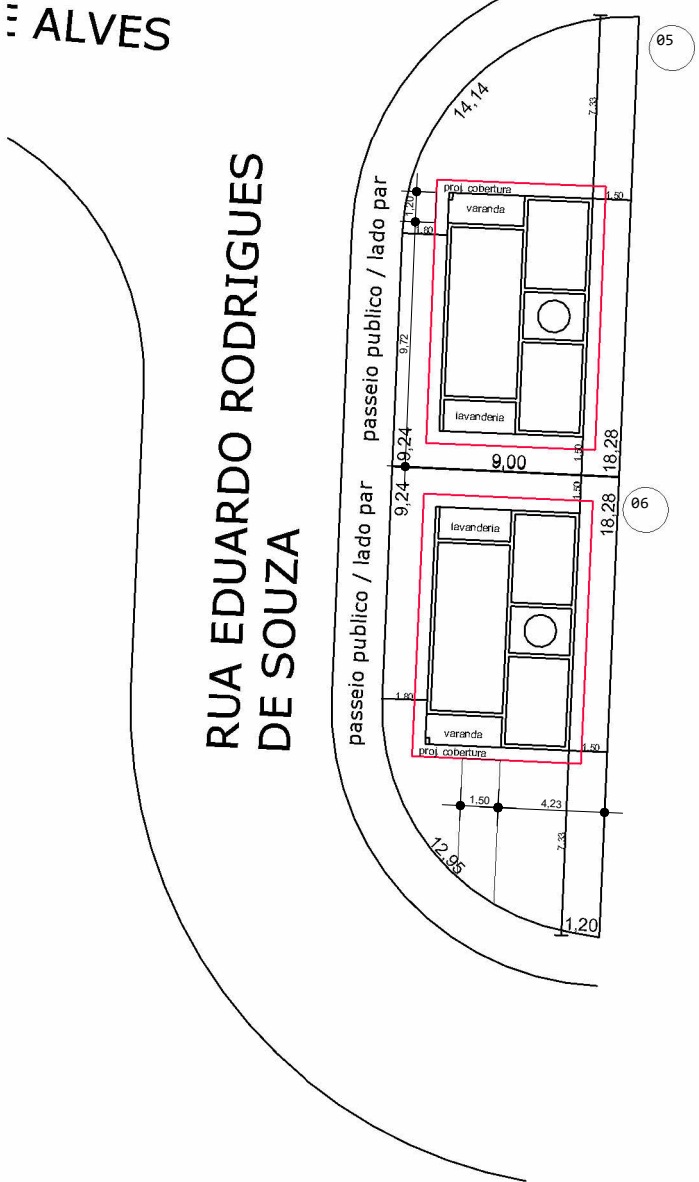 E ALVES
05
14,14
7,33
proj. cobertura
1,50
varanda
1,20
1,80
passeio publico / lado par
9,72
RUA EDUARDO RODRIGUES
DE SOUZA
lavanderia
9,24
1,50
18,28
9,00
9,24
1,50
18,28
06
lavanderia
passeio publico / lado par
1,80
varanda
proj. cobertura
1,50
1,50
4,23
7,33
12,95
1,20